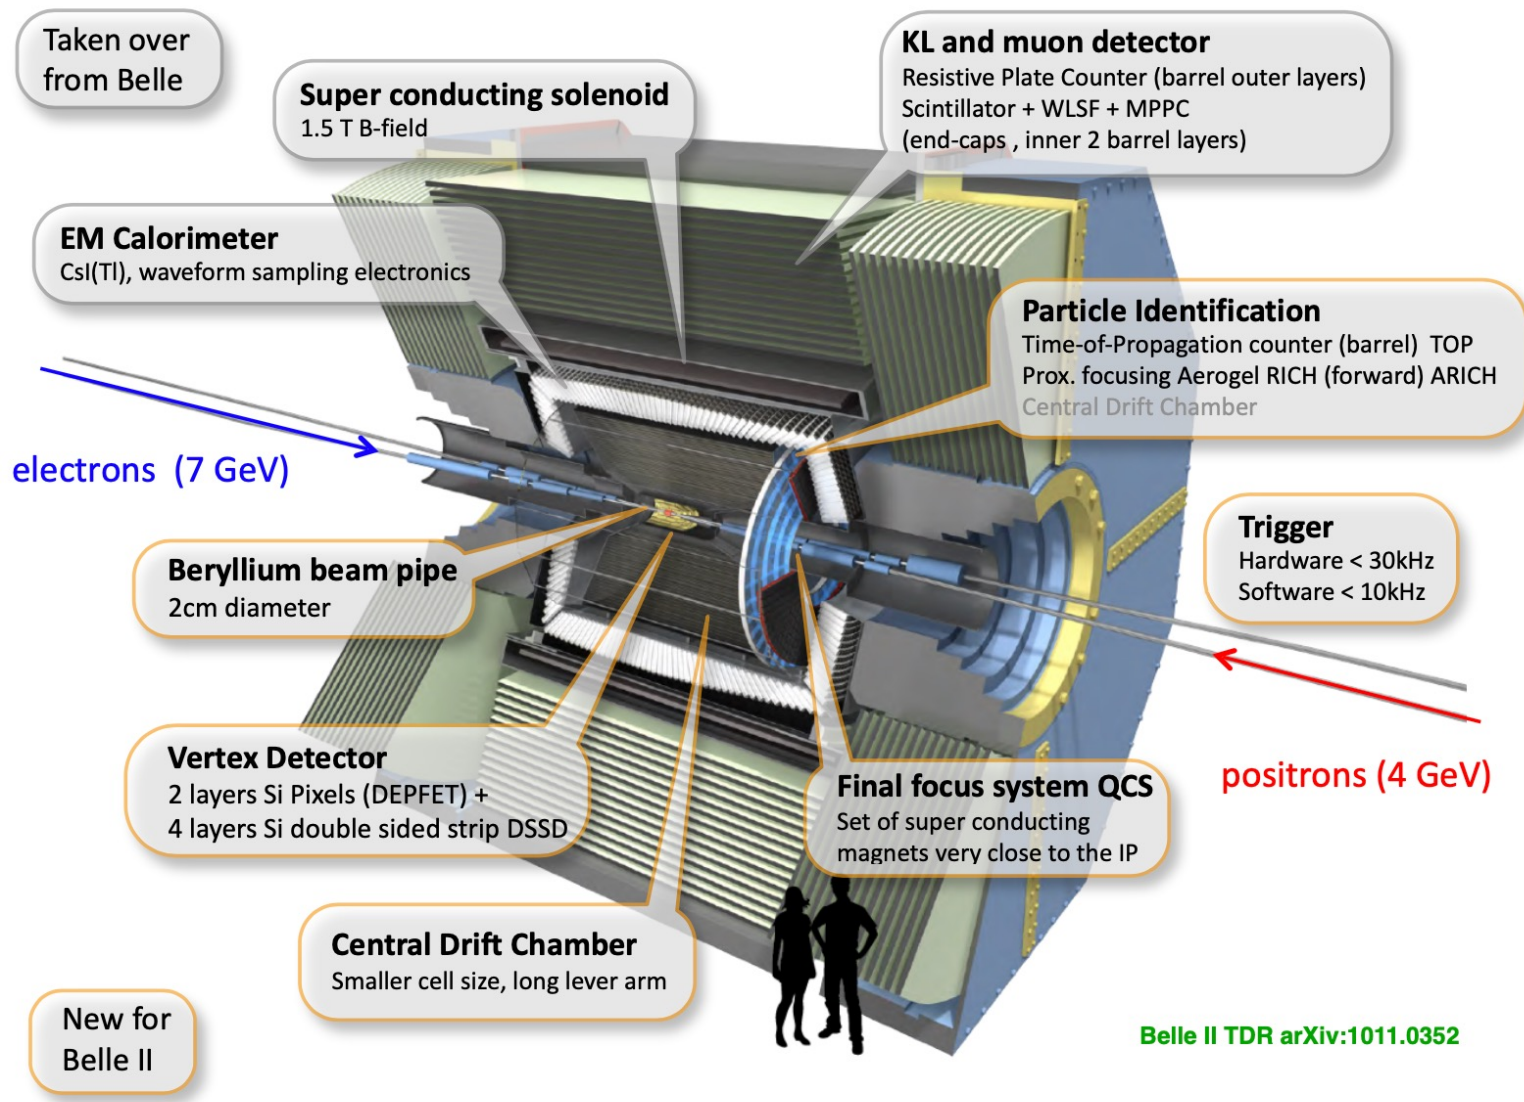 Taken over
from Belle
Super conducting solenoid
1.5 T B-field
KL and muon detector
Resistive Plate Counter (barrel outer layers)
Scintillator + WLSF + MPPC
(end-caps , inner 2 barrel layers)
EM Calorimeter
CsI(Tl), waveform sampling electronics
Particle Identification
Time-of-Propagation counter (barrel) TOP
Prox. focusing Aerogel RICH (forward) ARICH
Central Drift Chamber
electrons (7 GeV)
Trigger
Hardware < 30kHz
Software < 10kHz
Beryllium beam pipe
2cm diameter
Vertex Detector
2 layers Si Pixels (DEPFET) +
4 layers Si double sided strip DSSD
Final focus system QCS
Set of super conducting
magnets very close to the IP
positrons (4 GeV)
Central Drift Chamber
Smaller cell size, long lever arm
New for
Belle II
Belle II TDR arXiv:1011.0352